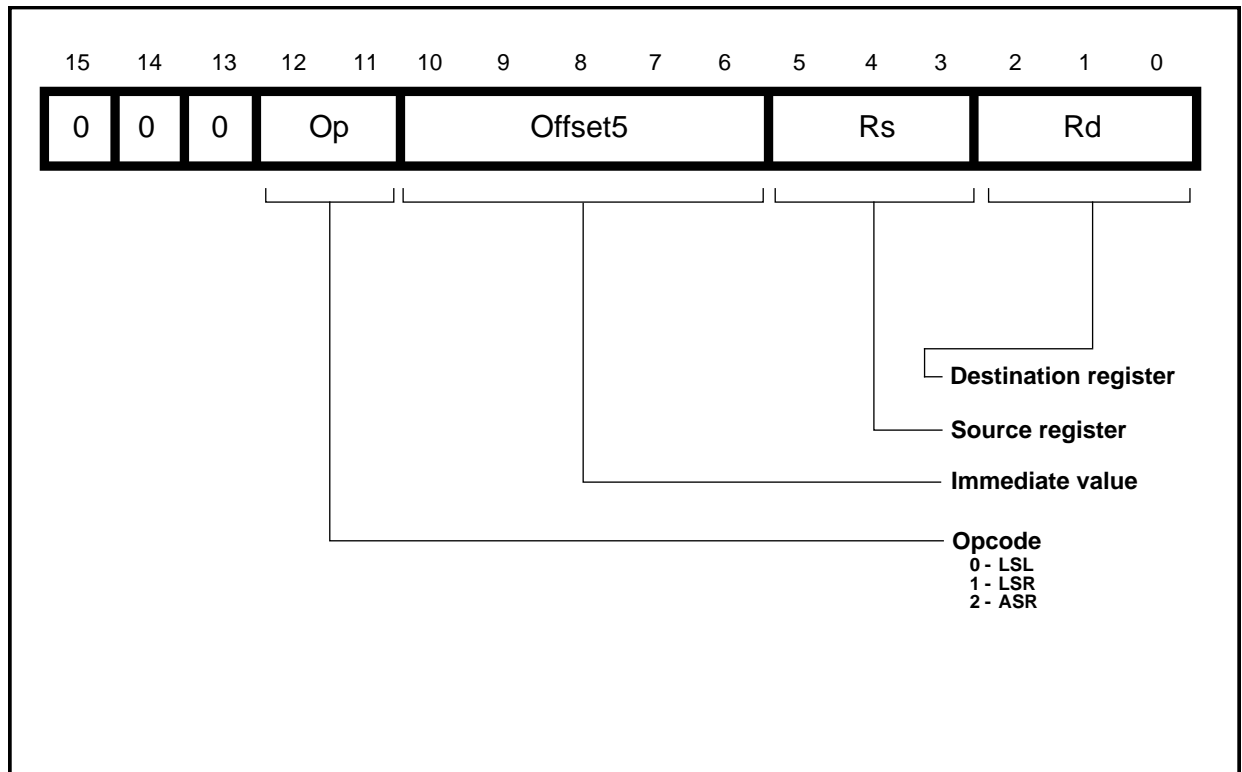 15 14 13 12 11 10 9 8 7 6 5 4 3 2 1 0
0 0 0 Op Offset5 Rs Rd
Destination register
Source register
Immediate value
Opcode
0 - LSL
1 - LSR
2 - ASR